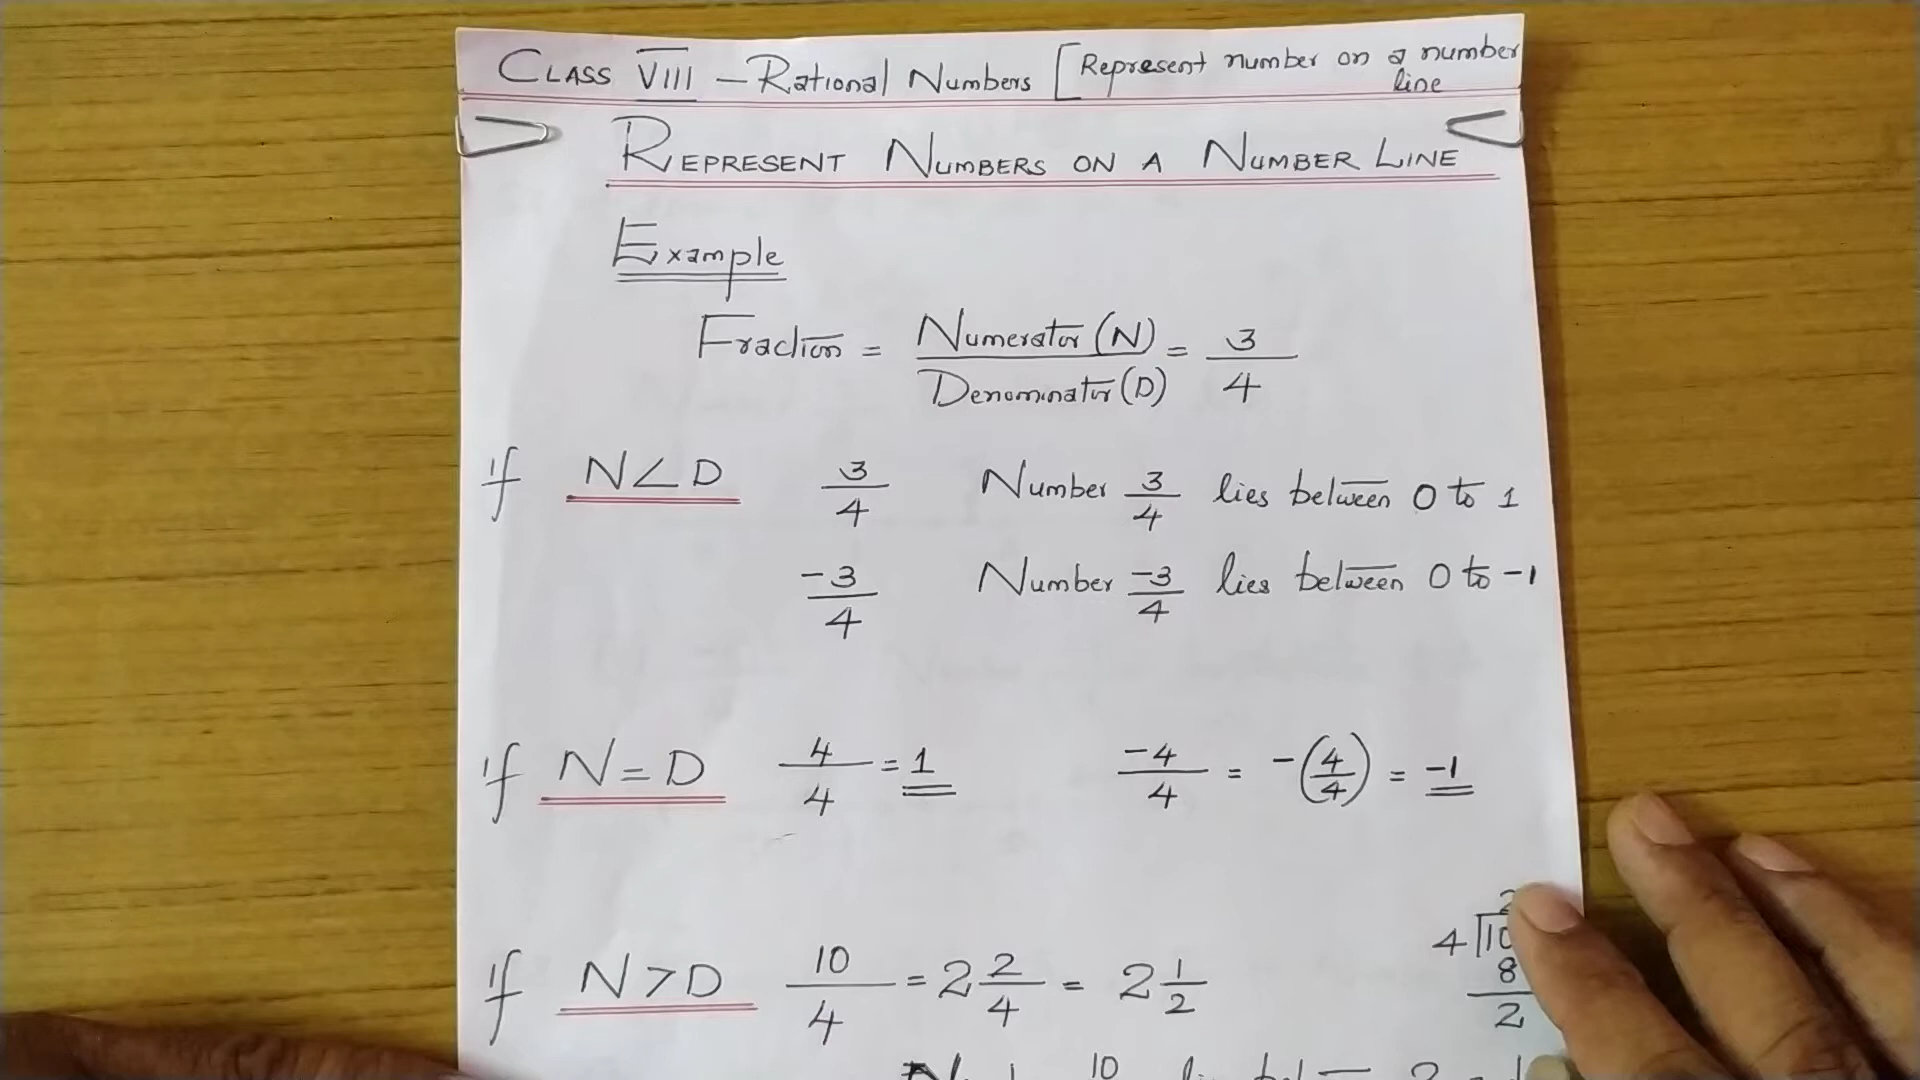 CLASS VIII - Rational Numbers [Represent number on a number
line
REPRESENT NUMBERS ON A NUMBER LINE
Example
Fraction = Numerator (N) / Denominator (D) = 3/4
if N < D 3/4 Number 3/4 lies between 0 to 1
-3/4 Number -3/4 lies between 0 to -1
if N = D 4/4 = 1 -4/4 = -(4/4) = -1
2
4 10
8
2
if N > D 10/4 = 2 2/4 = 2 1/2
10